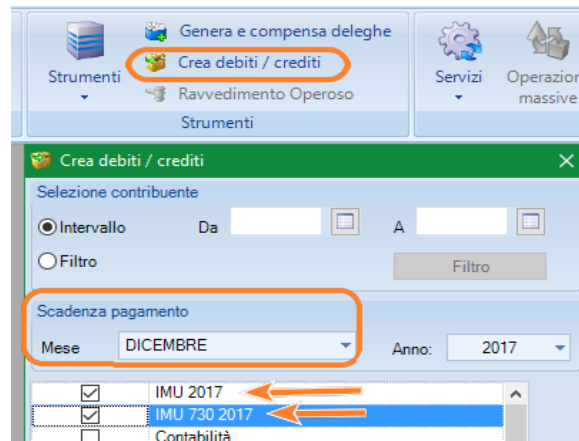 Genera e compensa deleghe
Strumenti
Crea debiti / crediti
Ravvedimento Operoso
Strumenti
Servizi
Operazion
massive
Crea debiti / crediti
Selezione contribuente
Intervallo Da A
Filtro Filtro
Scadenza pagamento
Mese DICEMBRE Anno: 2017
IMU 2017
IMU 730 2017
Contabilità